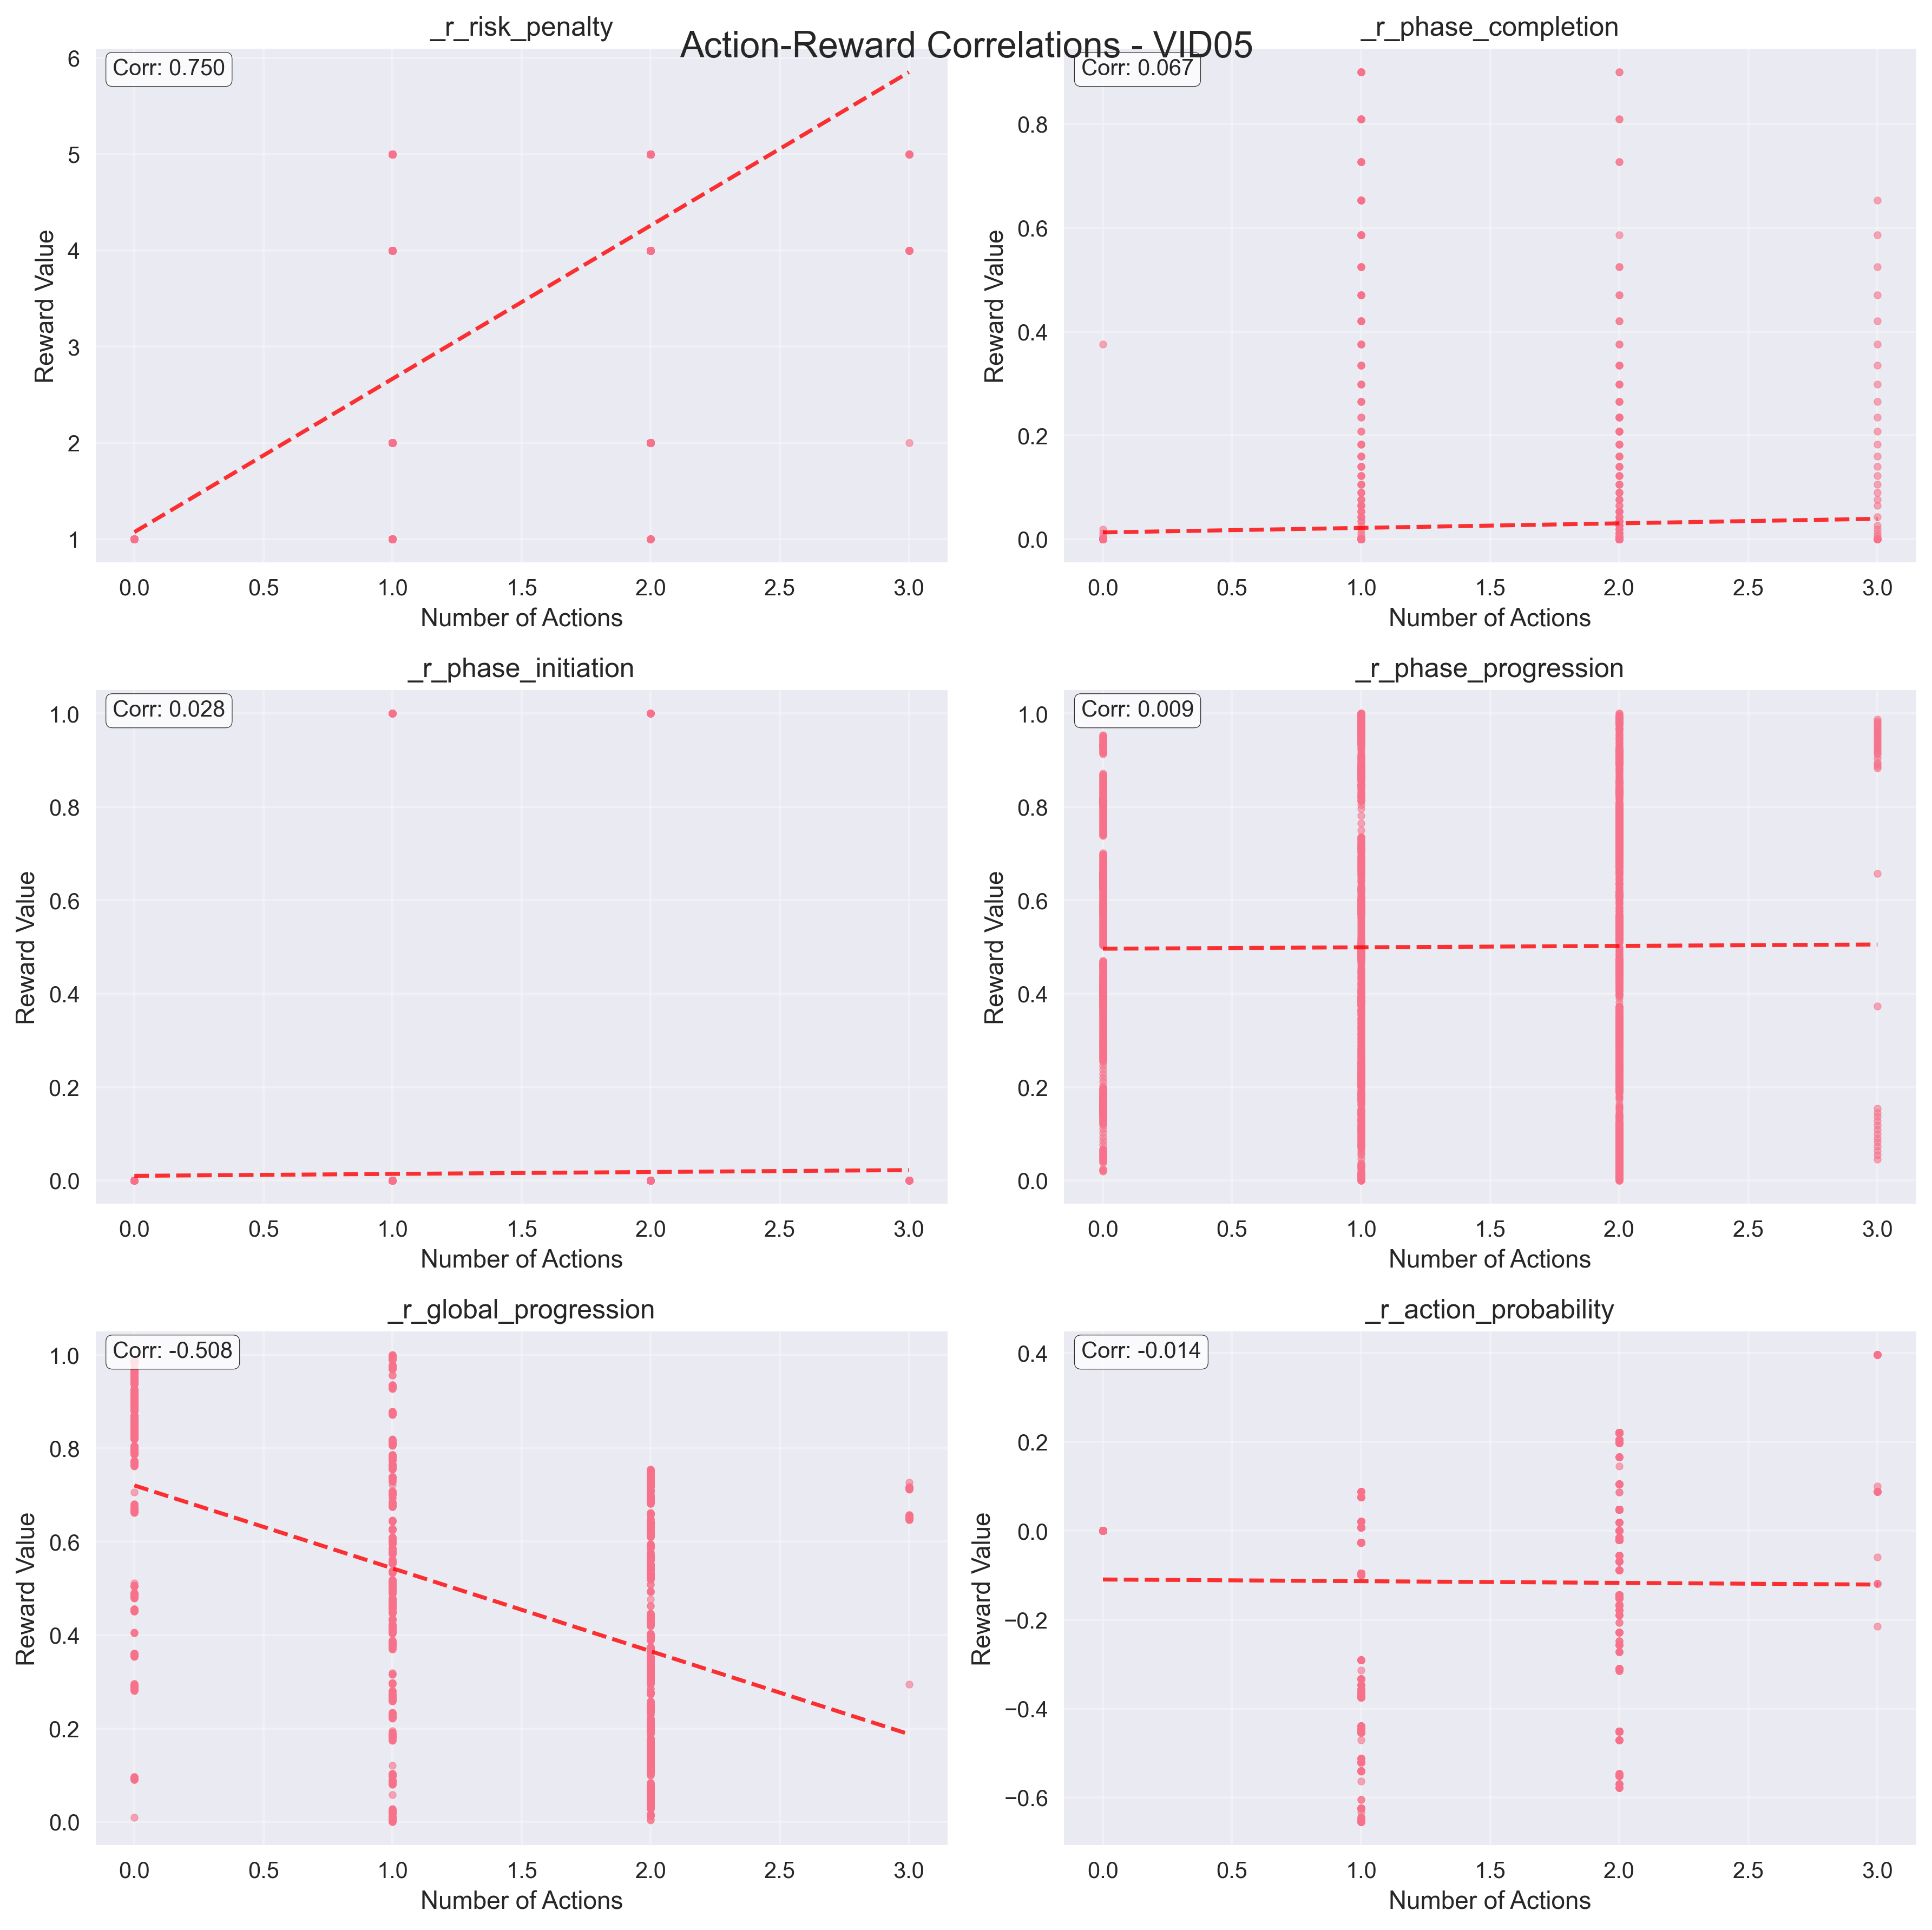 Action-Reward Correlations - VID05
_r_risk_penalty
Corr: 0.750
Reward Value
6
5
4
3
2
1
0.0 0.5 1.0 1.5 2.0 2.5 3.0
Number of Actions
_r_phase_completion
Corr: 0.067
Reward Value
0.8
0.6
0.4
0.2
0.0
0.0 0.5 1.0 1.5 2.0 2.5 3.0
Number of Actions
_r_phase_initiation
Corr: 0.028
Reward Value
1.0
0.8
0.6
0.4
0.2
0.0
0.0 0.5 1.0 1.5 2.0 2.5 3.0
Number of Actions
_r_phase_progression
Corr: 0.009
Reward Value
1.0
0.8
0.6
0.4
0.2
0.0
0.0 0.5 1.0 1.5 2.0 2.5 3.0
Number of Actions
_r_global_progression
Corr: -0.508
Reward Value
1.0
0.8
0.6
0.4
0.2
0.0
0.0 0.5 1.0 1.5 2.0 2.5 3.0
Number of Actions
_r_action_probability
Corr: -0.014
Reward Value
0.4
0.2
0.0
−0.2
−0.4
−0.6
0.0 0.5 1.0 1.5 2.0 2.5 3.0
Number of Actions